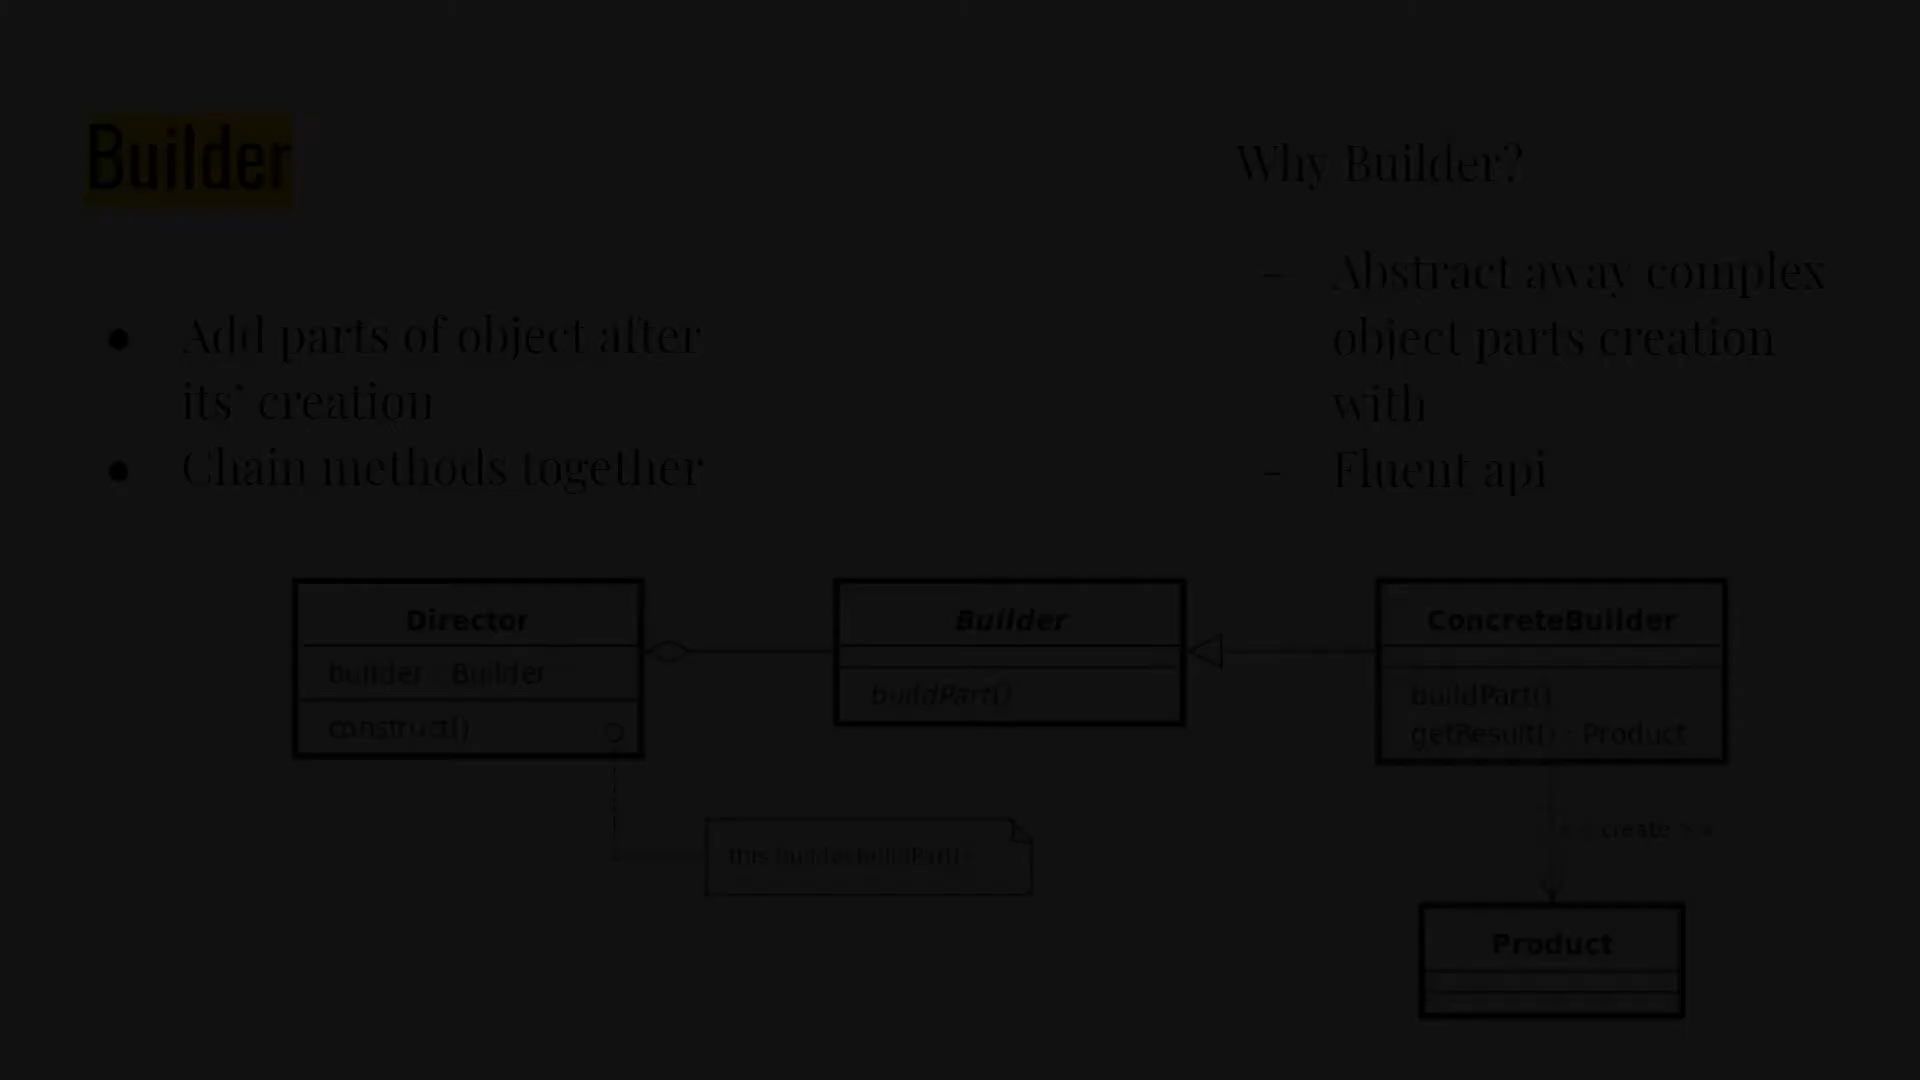 Builder
● Add parts of object after
its' creation
● Chain methods together
Why Builder?
- Abstract away complex
object parts creation
with
- Fluent api
Director
builder : Builder
construct()
Builder
buildPart()
ConcreteBuilder
buildPart()
getResult() : Product
this.builder.buildPart()
<< create >>
Product